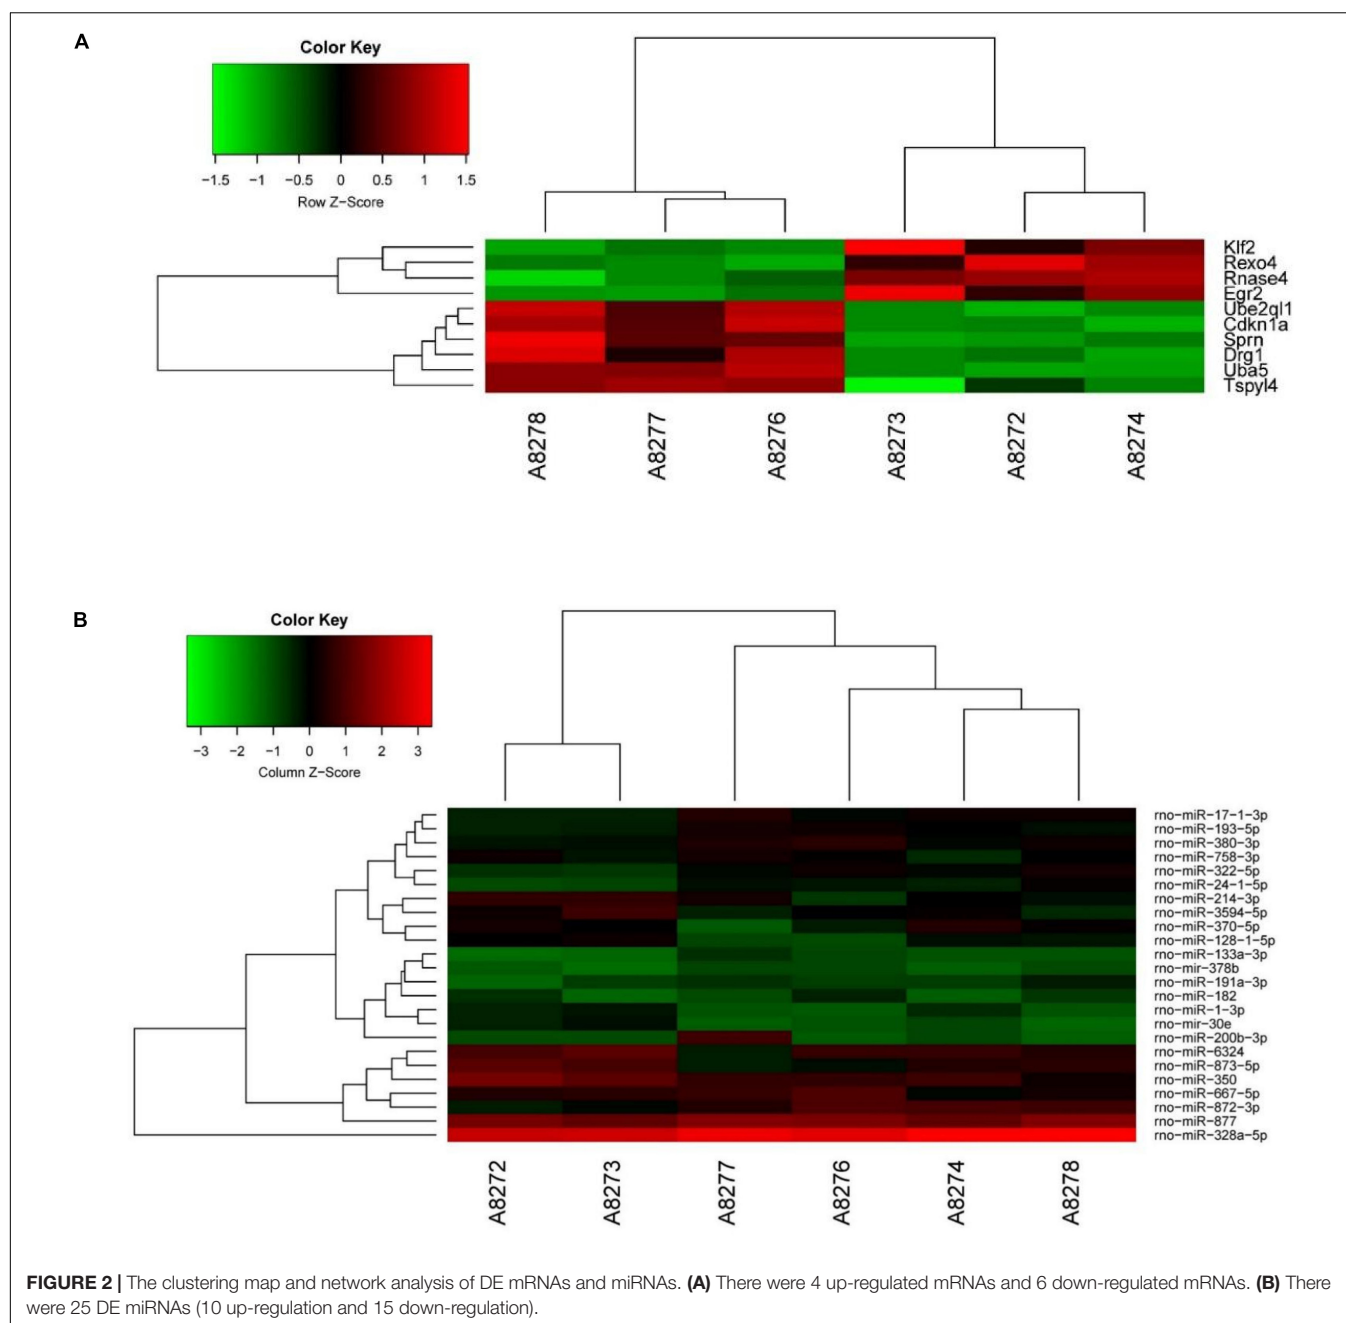 A
Color Key
−1.5 −1 −0.5 0 0.5 1 1.5
Row Z−Score
Klf2
Rexo4
Rnase4
Egr2
Ube2ql1
Cdkn1a
Sprn
Drg1
Uba5
Tspyl4
A8278 A8277 A8276 A8273 A8272 A8274
B
Color Key
−3 −2 −1 0 1 2 3
Column Z−Score
rno−miR−17−1−3p
rno−miR−193−5p
rno−miR−380−3p
rno−miR−758−3p
rno−miR−322−5p
rno−miR−24−1−5p
rno−miR−214−3p
rno−miR−3594−5p
rno−miR−370−5p
rno−miR−128−1−5p
rno−miR−133a−3p
rno−mir−378b
rno−miR−191a−3p
rno−miR−182
rno−miR−1−3p
rno−mir−30e
rno−miR−200b−3p
rno−miR−6324
rno−miR−873−5p
rno−miR−350
rno−miR−667−5p
rno−miR−872−3p
rno−miR−877
rno−miR−328a−5p
A8272 A8273 A8277 A8276 A8274 A8278
FIGURE 2 | The clustering map and network analysis of DE mRNAs and miRNAs. (A) There were 4 up-regulated mRNAs and 6 down-regulated mRNAs. (B) There
were 25 DE miRNAs (10 up-regulation and 15 down-regulation).